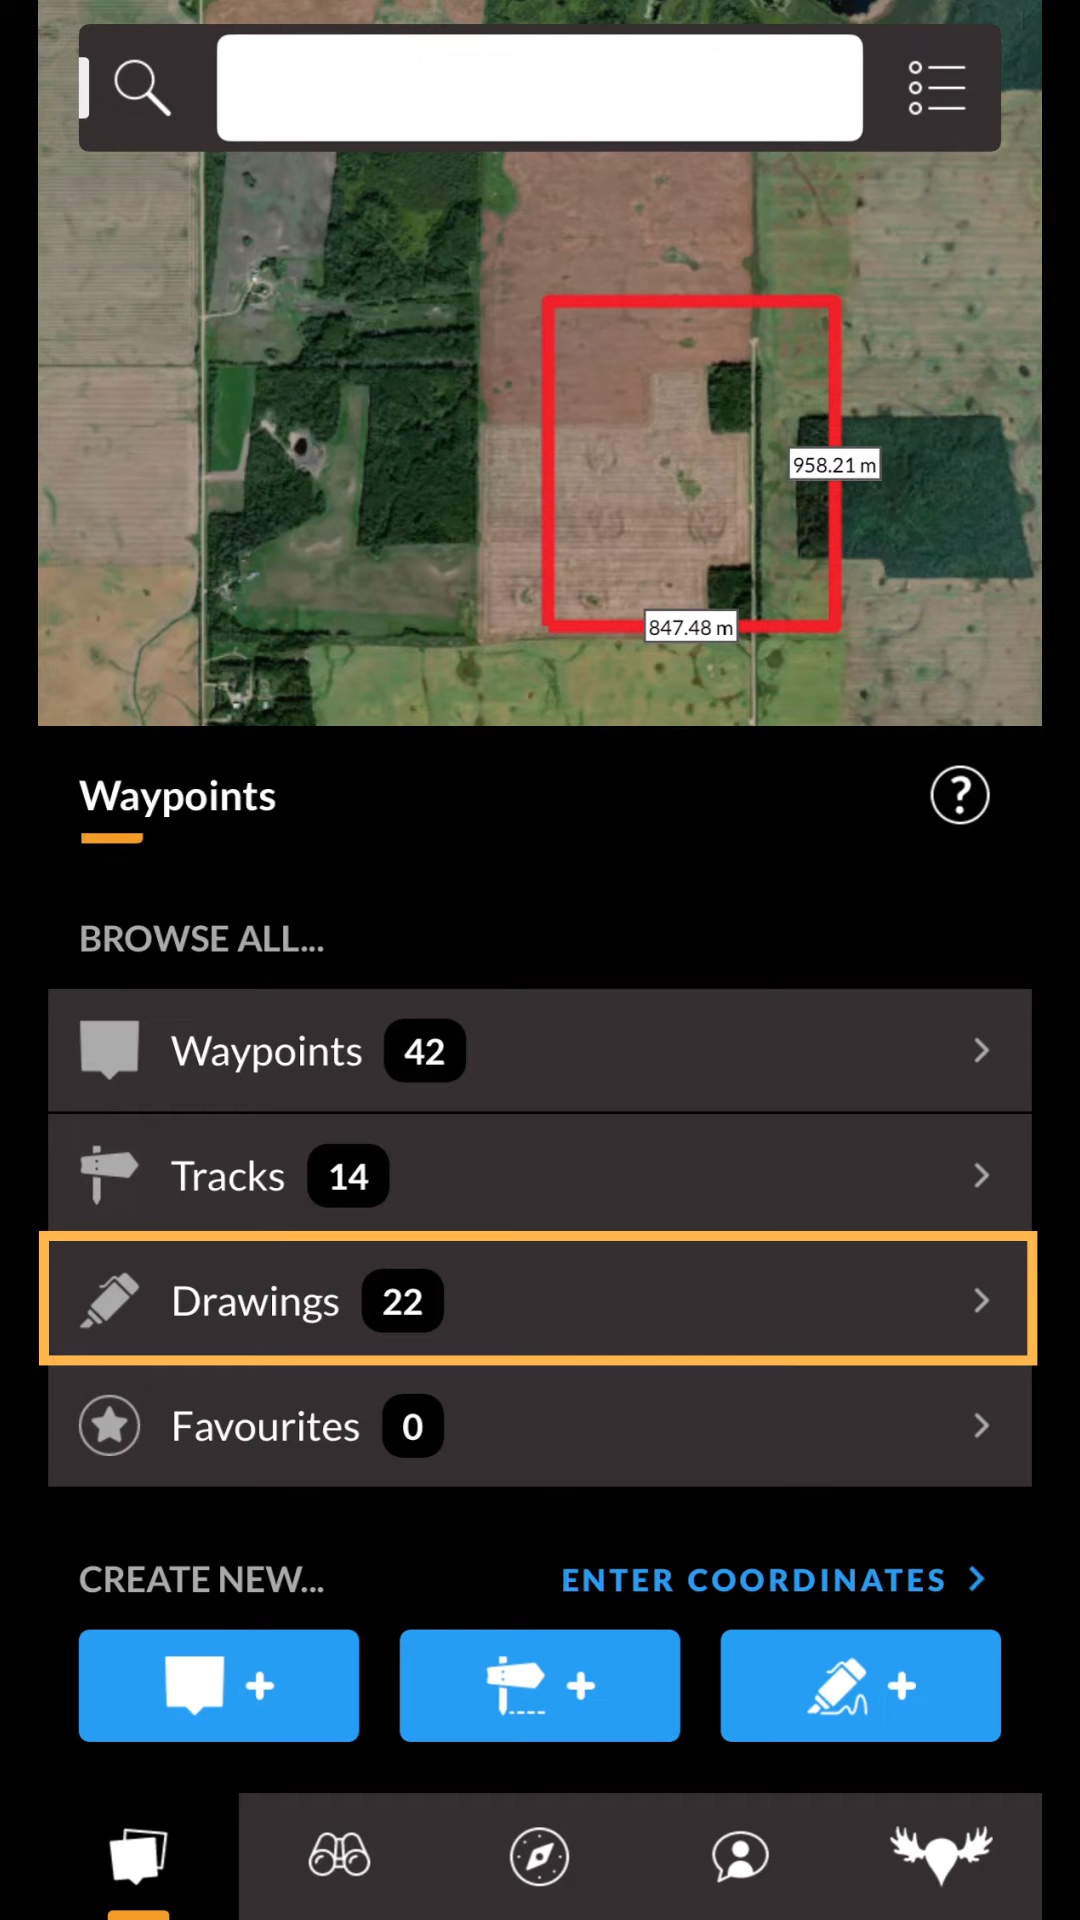 958.21 m
847.48 m
Waypoints
?
BROWSE ALL...
Waypoints 42
Tracks 14
Drawings 22
Favourites 0
CREATE NEW... ENTER COORDINATES